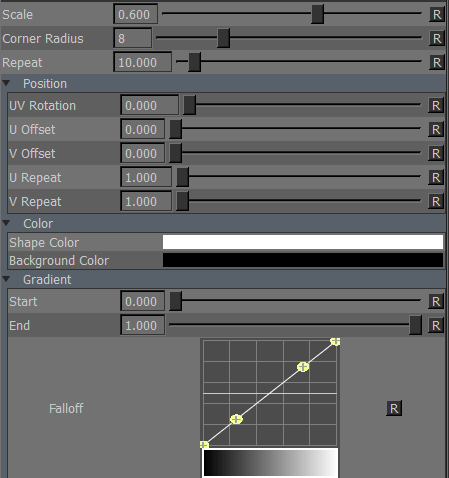 Scale 0.600 R
Corner Radius 8 R
Repeat 10.000 R
Position
UV Rotation 0.000 R
U Offset 0.000 R
V Offset 0.000 R
U Repeat 1.000 R
V Repeat 1.000 R
Color
Shape Color
Background Color
Gradient
Start 0.000 R
End 1.000 R
Falloff R